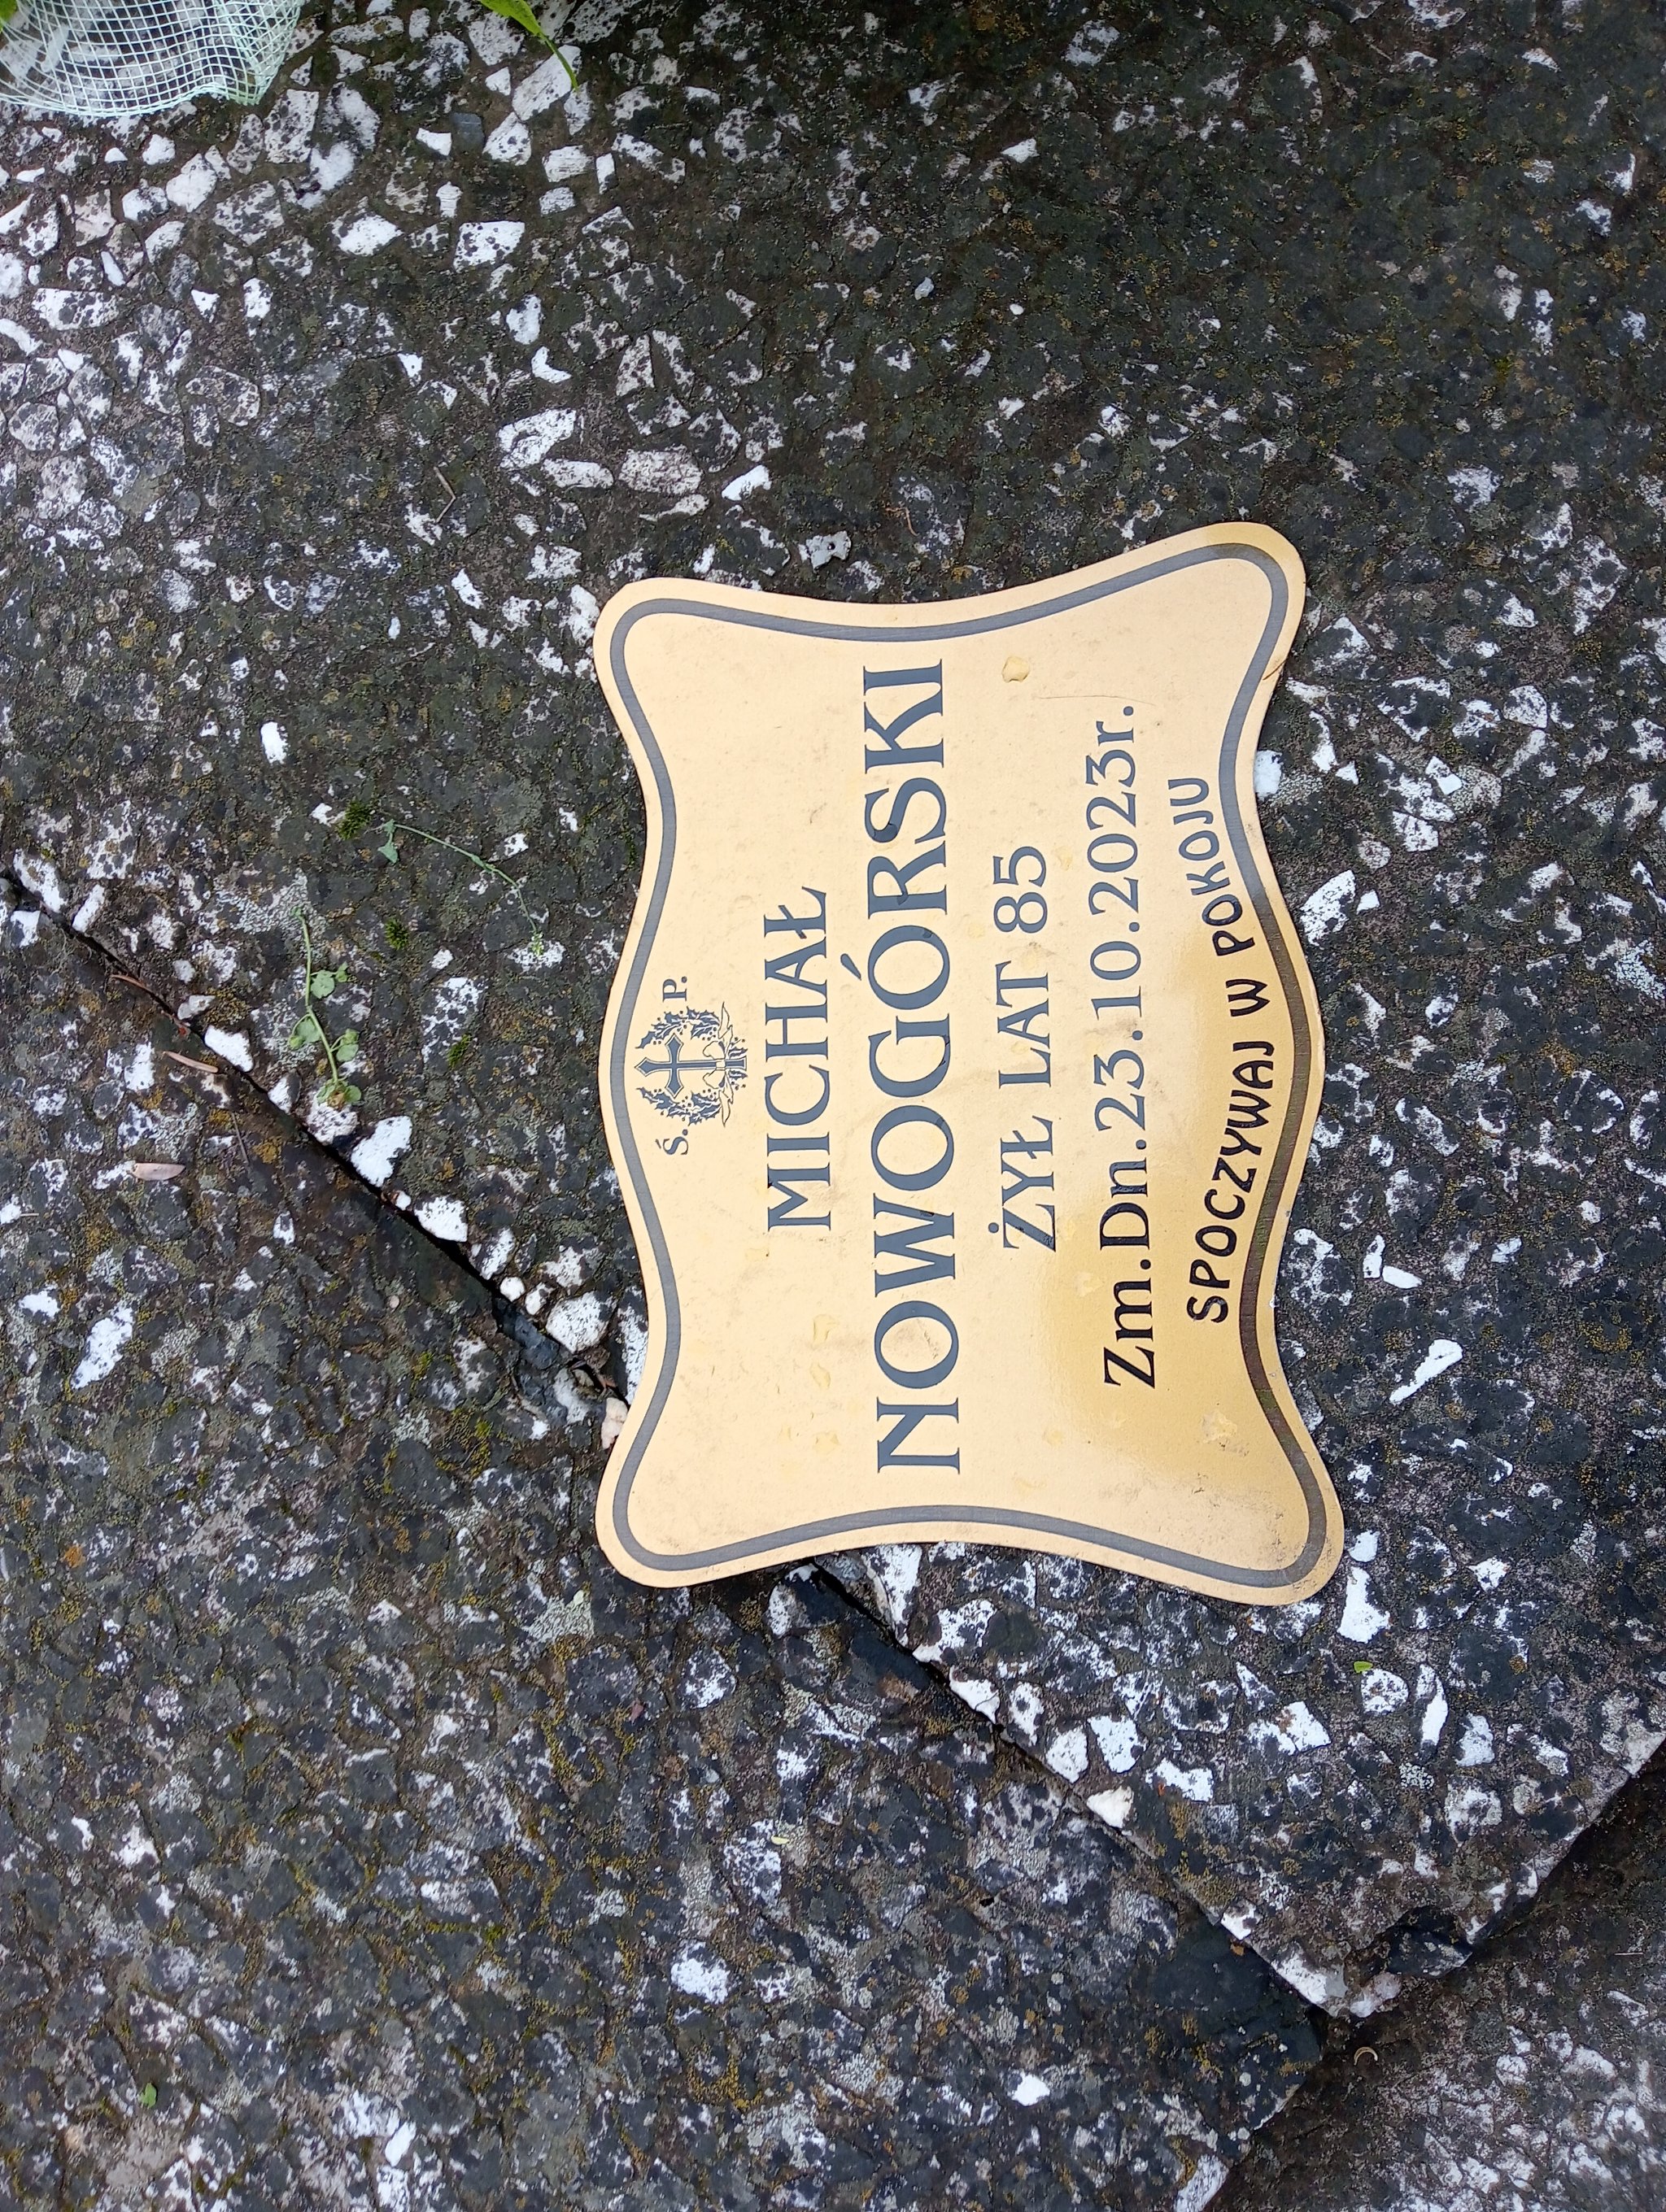 Ś. P.
MICHAŁ
NOWOGÓRSKI
ŻYŁ LAT 85
Zm.Dn.23.10.2023r.
SPOCZYWAJ W POKOJU